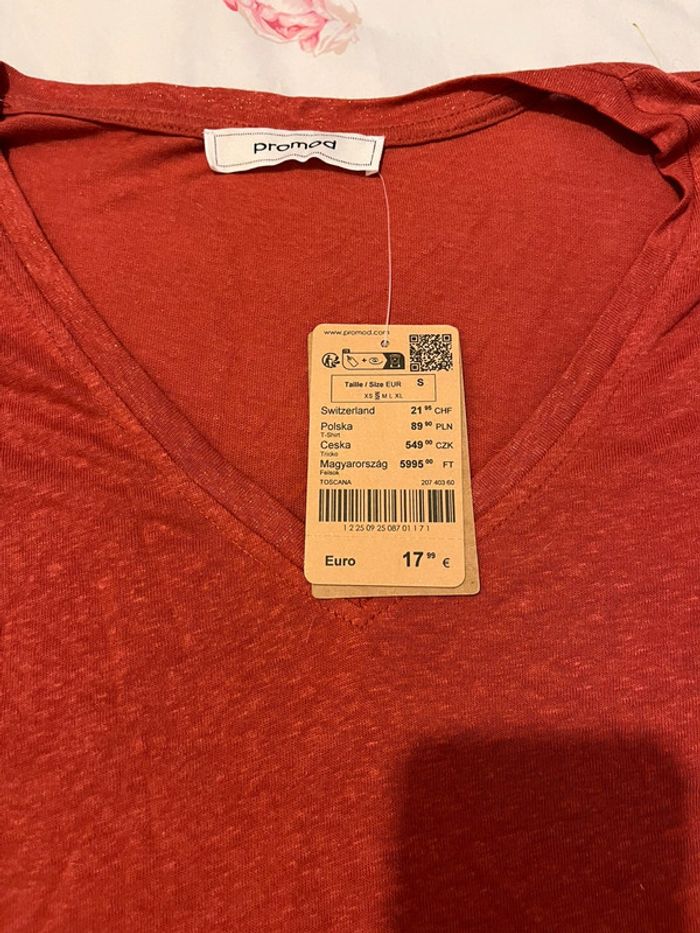 promod
www.promod.com
+
Taille / Size EUR S
XS S M L XL
Switzerland 21 95 CHF
Polska 89 90 PLN
T-Shirt
Ceska 549 00 CZK
Tricko
Magyarország 5995 00 FT
Felsok
TOSCANA 207 403 60
1 2 25 09 25 087 01 1 7 1
Euro 17 99 €